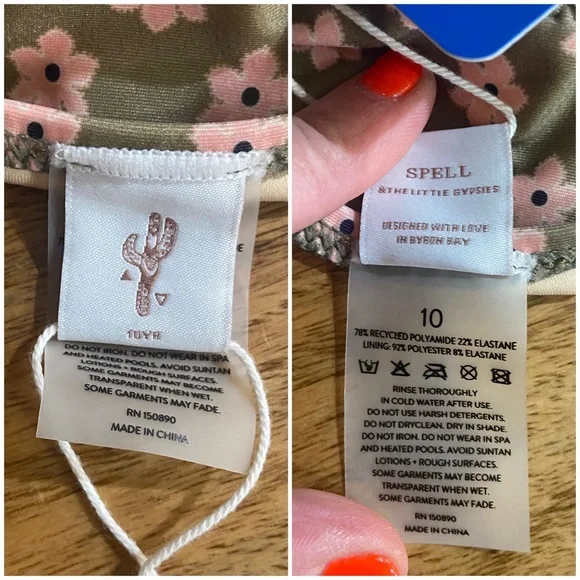 10YR
DO NOT IRON. DO NOT WEAR IN SPA
AND HEATED POOLS. AVOID SUNTAN
LOTIONS + ROUGH SURFACES.
SOME GARMENTS MAY BECOME
TRANSPARENT WHEN WET.
SOME GARMENTS MAY FADE.
RN 150890
MADE IN CHINA
SPELL
& THE LITTLE GYPSIES
DESIGNED WITH LOVE
IN BYRON BAY
10
78% RECYCLED POLYAMIDE 22% ELASTANE
LINING: 92% POLYESTER 8% ELASTANE
RINSE THOROUGHLY
IN COLD WATER AFTER USE.
DO NOT USE HARSH DETERGENTS.
DO NOT DRYCLEAN. DRY IN SHADE.
DO NOT IRON. DO NOT WEAR IN SPA
AND HEATED POOLS. AVOID SUNTAN
LOTIONS + ROUGH SURFACES.
SOME GARMENTS MAY BECOME
TRANSPARENT WHEN WET.
SOME GARMENTS MAY FADE.
RN 150890
MADE IN CHINA